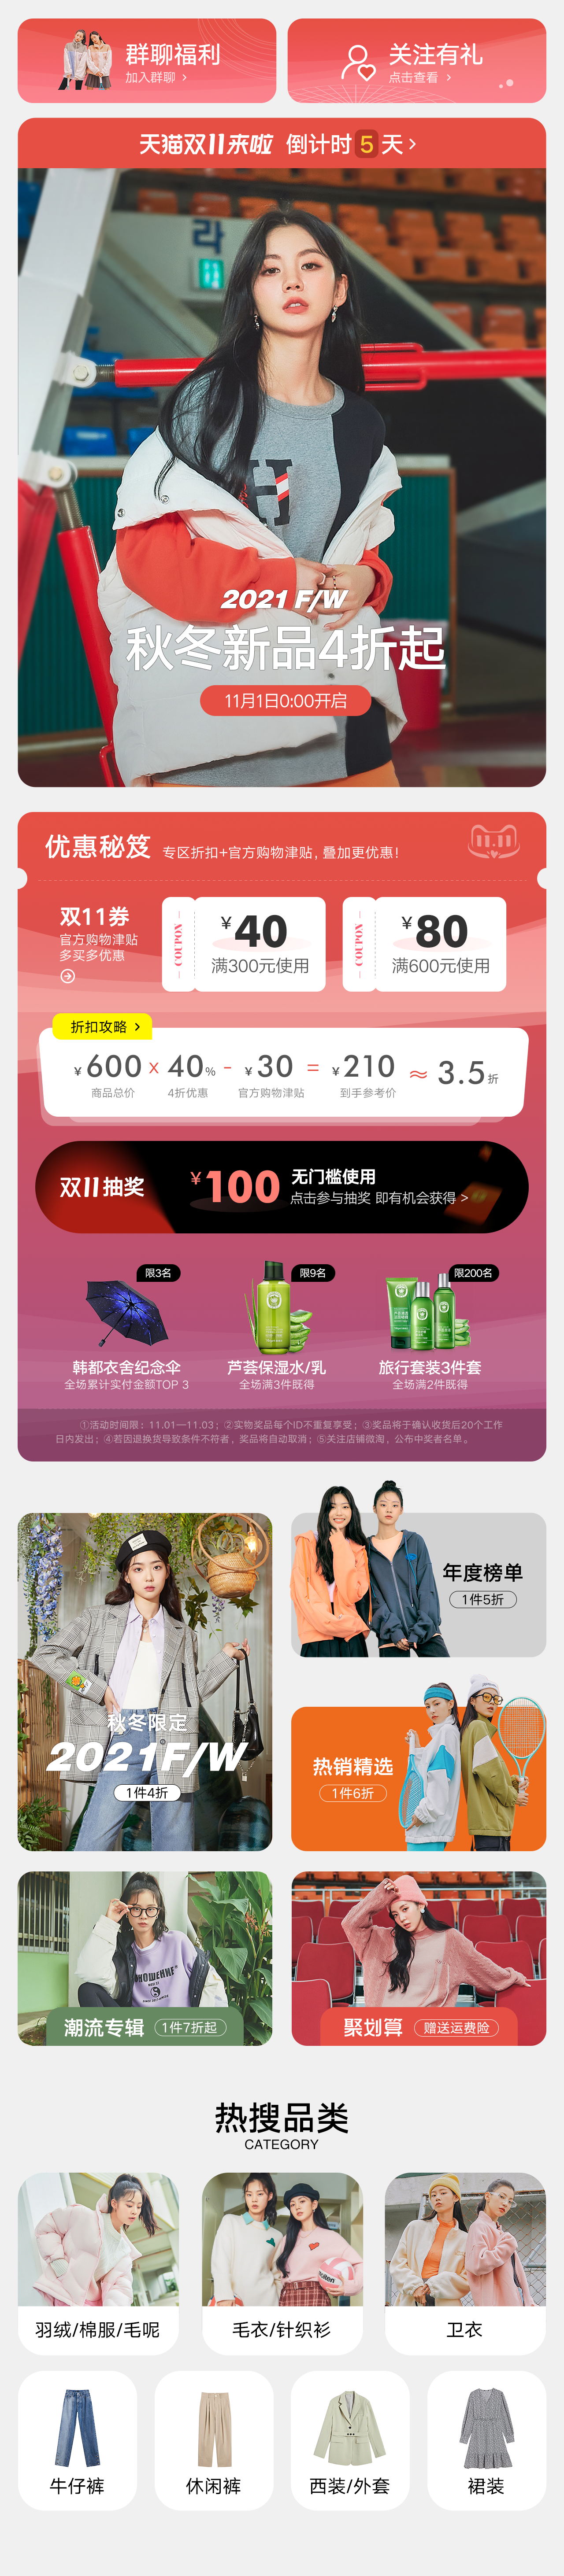 群聊福利
加入群聊 >
关注有礼
点击查看 >
天猫双11来啦 倒计时5天>
라
H
2021 F/W
秋冬新品4折起
11月1日0:00开启
优惠秘笈 专区折扣+官方购物津贴,叠加更优惠!
11.11
双11券
官方购物津贴
多买多优惠
COUPON
¥40
满300元使用
COUPON
¥80
满600元使用
折扣攻略 >
¥600 x 40% - ¥30 = ¥210 ≈ 3.5折
商品总价 4折优惠 官方购物津贴 到手参考价
双11抽奖
¥100
无门槛使用
点击参与抽奖 即有机会获得 >
限3名
限9名
限200名
韩都衣舍纪念伞
全场累计实付金额TOP 3
芦荟保湿水/乳
全场满3件既得
旅行套装3件套
全场满2件既得
①活动时间限:11.01—11.03;②实物奖品每个ID不重复享受;③奖品将于确认收货后20个工作
日内发出;④若因退换货导致条件不符者,奖品将自动取消;⑤关注店铺微淘,公布中奖者名单。
秋冬限定
2021F/W
1件4折
年度榜单
1件5折
热销精选
1件6折
潮流专辑
1件7折起
聚划算
赠送运费险
热搜品类
CATEGORY
羽绒/棉服/毛呢
毛衣/针织衫
卫衣
牛仔裤
休闲裤
西装/外套
裙装